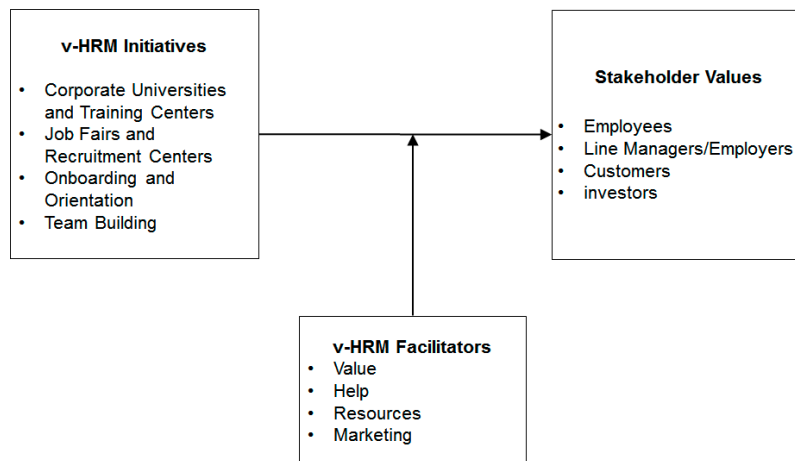 v-HRM Initiatives
• Corporate Universities
and Training Centers
• Job Fairs and
Recruitment Centers
• Onboarding and
Orientation
• Team Building
Stakeholder Values
• Employees
• Line Managers/Employers
• Customers
• investors
v-HRM Facilitators
• Value
• Help
• Resources
• Marketing